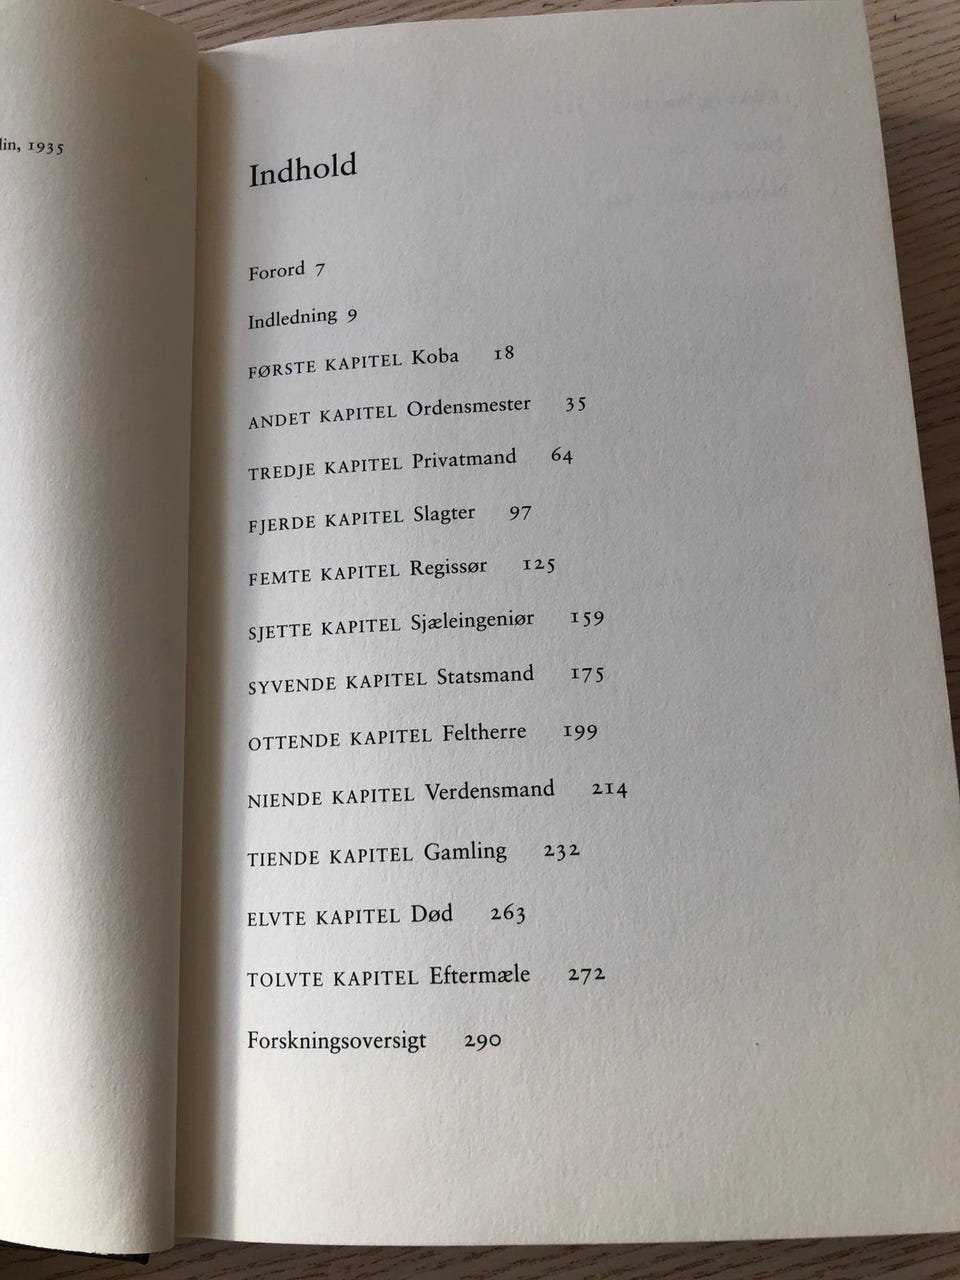 lin, 1935
Indhold
Forord 7
Indledning 9
FØRSTE KAPITEL Koba 18
ANDET KAPITEL Ordensmester 35
TREDJE KAPITEL Privatmand 64
FJERDE KAPITEL Slagter 97
FEMTE KAPITEL Regissør 125
SJETTE KAPITEL Sjæleingeniør 159
SYVENDE KAPITEL Statsmand 175
OTTENDE KAPITEL Feltherre 199
NIENDE KAPITEL Verdensmand 214
TIENDE KAPITEL Gamling 232
ELVTE KAPITEL Død 263
TOLVTE KAPITEL Eftermæle 272
Forskningsoversigt 290